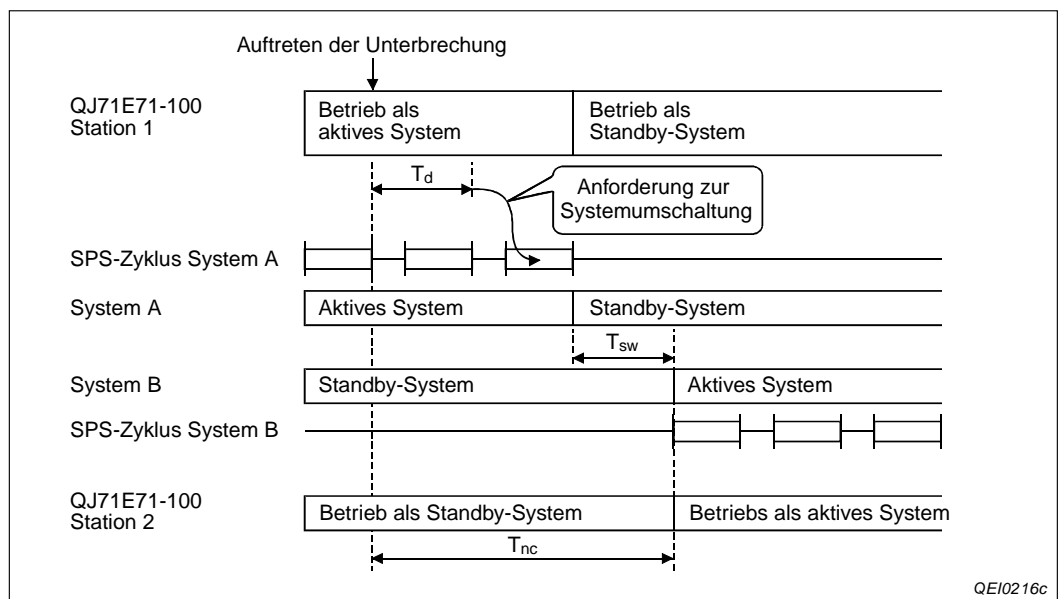 Auftreten der Unterbrechung
QJ71E71-100
Station 1
Betrieb als
aktives System
Betrieb als
Standby-System
Td
Anforderung zur
Systemumschaltung
SPS-Zyklus System A
System A
Aktives System
Standby-System
Tsw
System B
Standby-System
Aktives System
SPS-Zyklus System B
QJ71E71-100
Station 2
Betrieb als Standby-System
Betriebs als aktives System
Tnc
QEI0216c